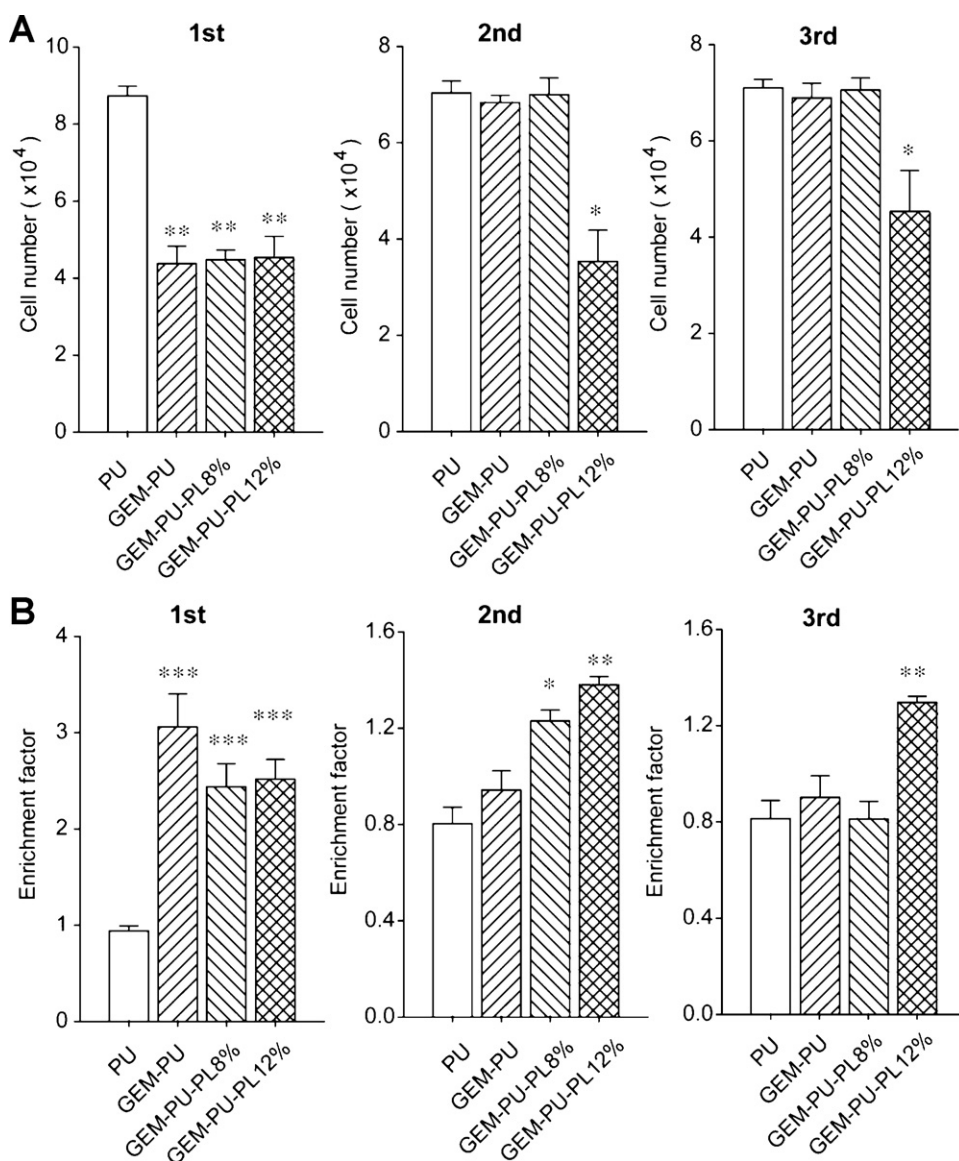 A
1st
2nd
3rd
Cell number ( x10⁴)
10
8
6
4
2
0
**
**
**
PU
GEM-PU
GEM-PU-PL8%
GEM-PU-PL12%
Cell number ( x10⁴)
8
6
4
2
0
*
PU
GEM-PU
GEM-PU-PL8%
GEM-PU-PL12%
Cell number ( x10⁴)
8
6
4
2
0
*
PU
GEM-PU
GEM-PU-PL8%
GEM-PU-PL12%
B
1st
2nd
3rd
Enrichment factor
4
3
2
1
0
***
***
***
PU
GEM-PU
GEM-PU-PL8%
GEM-PU-PL12%
Enrichment factor
1.6
1.2
0.8
0.4
0.0
*
**
PU
GEM-PU
GEM-PU-PL8%
GEM-PU-PL12%
Enrichment factor
1.6
1.2
0.8
0.4
0.0
**
PU
GEM-PU
GEM-PU-PL8%
GEM-PU-PL12%